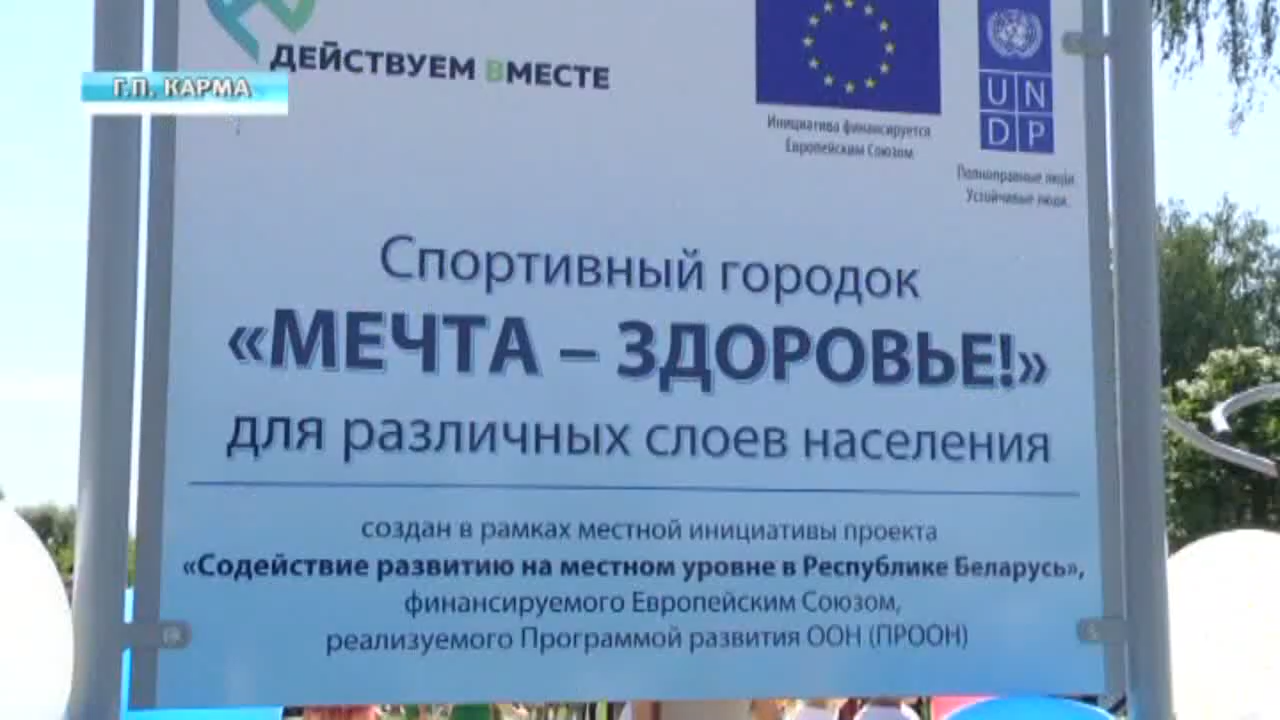 ДЕЙСТВУЕМ ВМЕСТЕ
Г.П. КАРМА
Инициатива финансируется
Европейским Союзом
UN
DP
Полноправные люди.
Устойчивые люди.
Спортивный городок
«МЕЧТА – ЗДОРОВЬЕ!»
для различных слоев населения
создан в рамках местной инициативы проекта
«Содействие развитию на местном уровне в Республике Беларусь»,
финансируемого Европейским Союзом,
реализуемого Программой развития ООН (ПРООН)